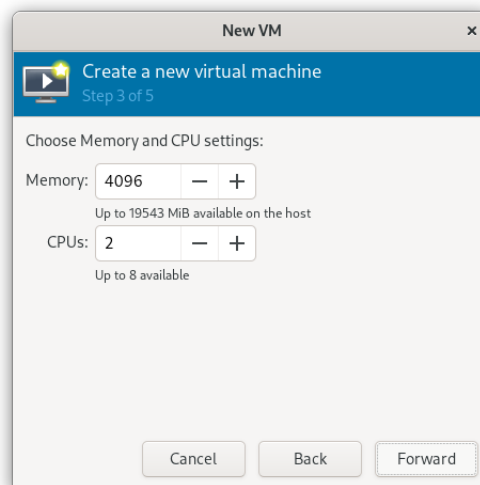 New VM
Create a new virtual machine
Step 3 of 5
Choose Memory and CPU settings:
Memory: 4096
Up to 19543 MiB available on the host
CPUs: 2
Up to 8 available
Cancel Back Forward